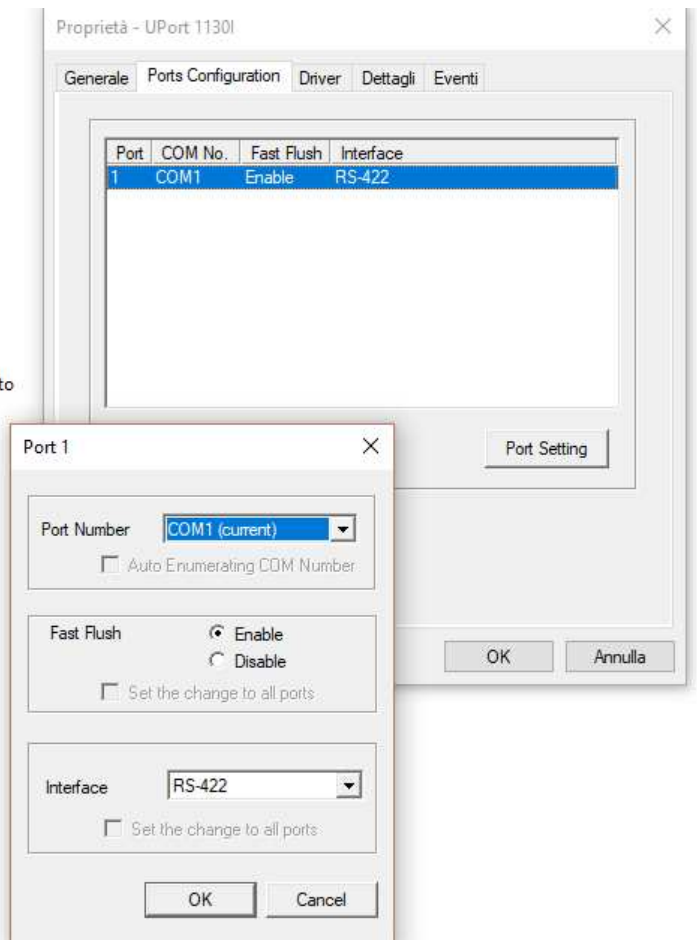 Proprietà - UPort 1130I
Generale Ports Configuration Driver Dettagli Eventi
Port COM No. Fast Flush Interface
1 COM1 Enable RS-422
to
Port Setting
OK Annulla
Port 1
Port Number COM1 (current)
Auto Enumerating COM Number
Fast Flush Enable
Disable
Set the change to all ports
Interface RS-422
Set the change to all ports
OK Cancel